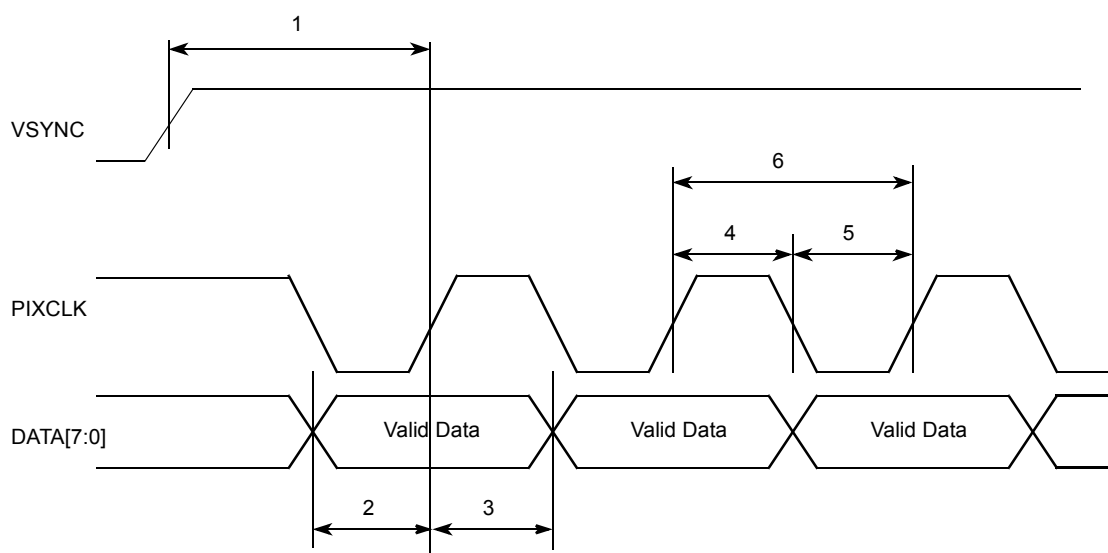 1
VSYNC
6
4
5
PIXCLK
DATA[7:0]
Valid Data
Valid Data
Valid Data
2
3